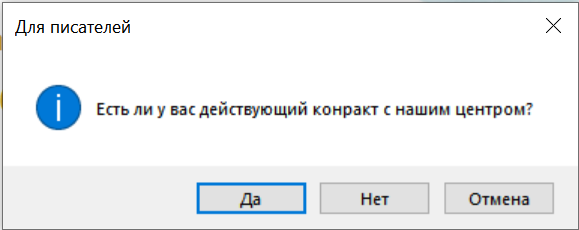 Для писателей
Есть ли у вас действующий конракт с нашим центром?
Да Нет Отмена